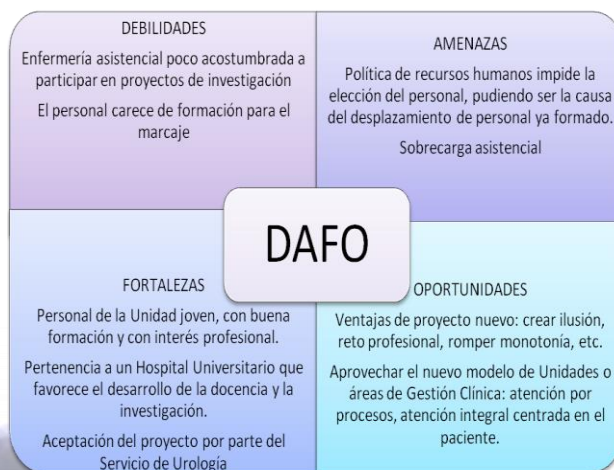 DEBILIDADES
Enfermería asistencial poco acostumbrada a
participar en proyectos de investigación
El personal carece de formación para el
marcaje
AMENAZAS
Política de recursos humanos impide la
elección del personal, pudiendo ser la causa
del desplazamiento de personal ya formado.
Sobrecarga asistencial
DAFO
FORTALEZAS
Personal de la Unidad joven, con buena
formación y con interés profesional.
Pertenencia a un Hospital Universitario que
favorece el desarrollo de la docencia y la
investigación.
Aceptación del proyecto por parte del
Servicio de Urología
OPORTUNIDADES
Ventajas de proyecto nuevo: crear ilusión,
reto profesional, romper monotonía, etc.
Aprovechar el nuevo modelo de Unidades o
áreas de Gestión Clínica: atención por
procesos, atención integral centrada en el
paciente.